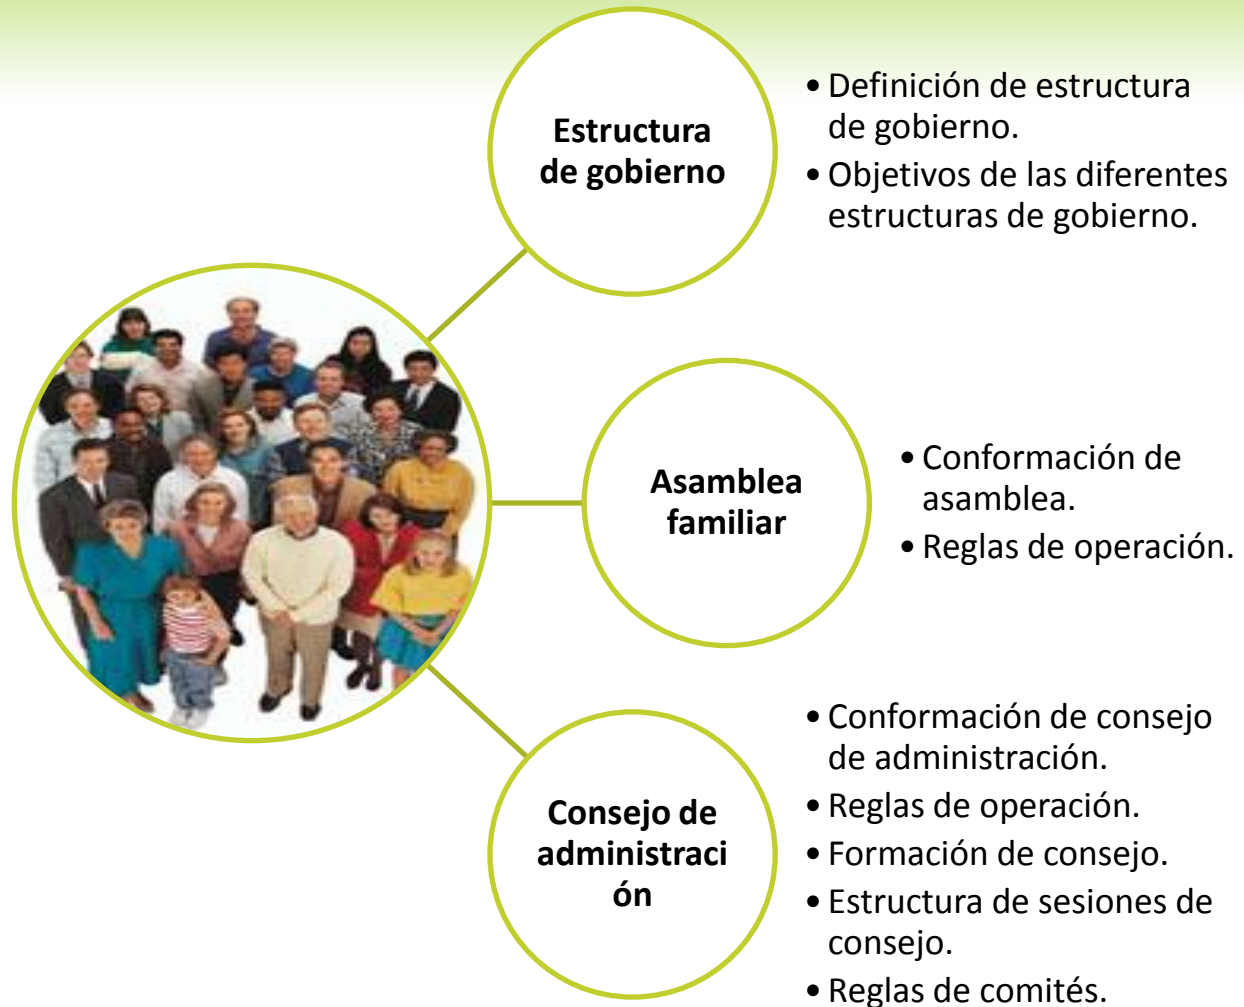 Estructura
de gobierno
• Definición de estructura
de gobierno.
• Objetivos de las diferentes
estructuras de gobierno.
Asamblea
familiar
• Conformación de
asamblea.
• Reglas de operación.
Consejo de
administraci
ón
• Conformación de consejo
de administración.
• Reglas de operación.
• Formación de consejo.
• Estructura de sesiones de
consejo.
• Reglas de comités.